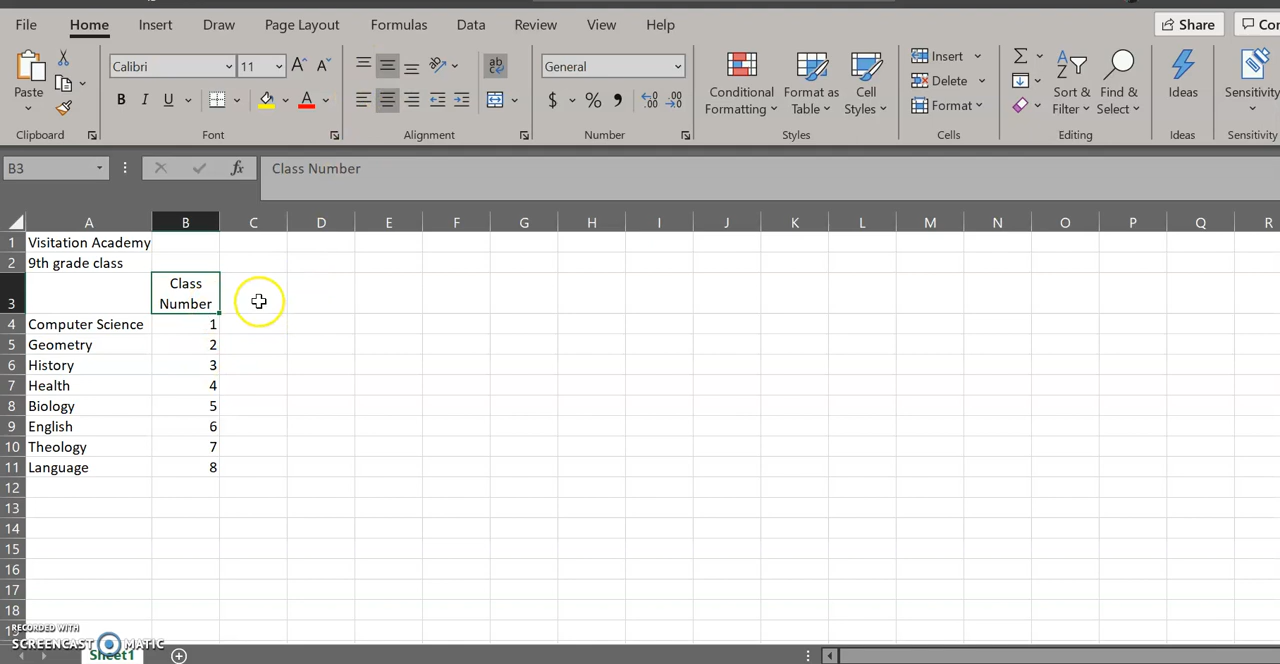 File Home Insert Draw Page Layout Formulas Data Review View Help Share
Calibri 11 ab General Σ Insert
Paste B I U A $ % Conditional Formatting Format as Table Cell Styles Delete Format Sort & Filter Find & Select Ideas Sensitivity
Clipboard Font Alignment Number Styles Cells Editing Ideas Sensitivity
B3 fx Class Number
A B C D E F G H I J K L M N O P Q R
1 Visitation Academy
2 9th grade class
3 Class Number
4 Computer Science 1
5 Geometry 2
6 History 3
7 Health 4
8 Biology 5
9 English 6
10 Theology 7
11 Language 8
12
13
14
15
16
17
18
RECORDED WITH
SCREENCAST MATIC
Sheet1